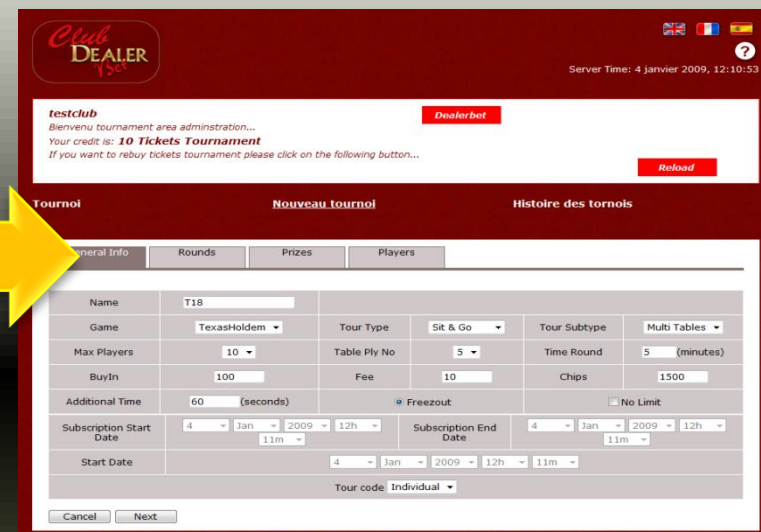 Club
DEALER
Server Time: 4 janvier 2009, 12:10:53
?
testclub
Dealerbet
Bienvenu tournament area adminstration...
Your credit is: 10 Tickets Tournament
If you want to rebuy tickets tournament please click on the following button...
Reload
Tournoi Nouveau tournoi Histoire des tornois
General Info Rounds Prizes Players
Name T18
Game TexasHoldem Tour Type Sit & Go Tour Subtype Multi Tables
Max Players 10 Table Ply No 5 Time Round 5 (minutes)
BuyIn 100 Fee 10 Chips 1500
Additional Time 60 (seconds) Freezout No Limit
Subscription Start Date 4 Jan 2009 12h 11m Subscription End Date 4 Jan 2009 12h 11m
Start Date 4 Jan 2009 12h 11m
Tour code Individual
Cancel Next